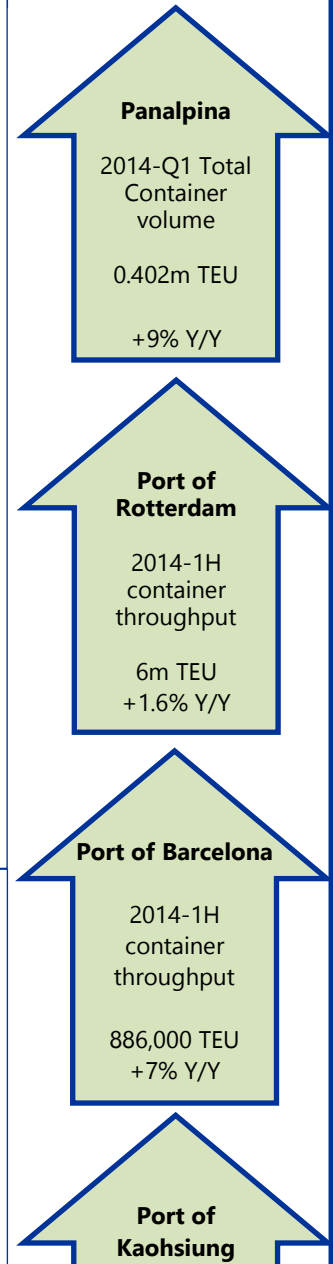 Panalpina
2014-Q1 Total
Container
volume
0.402m TEU
+9% Y/Y
Port of
Rotterdam
2014-1H
container
throughput
6m TEU
+1.6% Y/Y
Port of Barcelona
2014-1H
container
throughput
886,000 TEU
+7% Y/Y
Port of
Kaohsiung